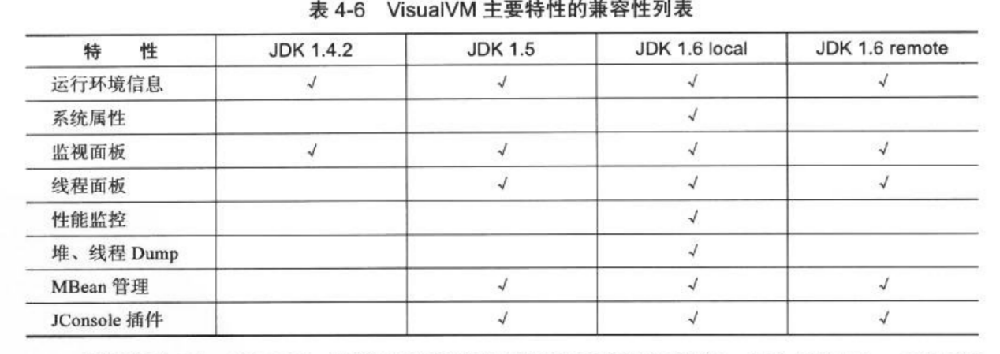 表 4-6 VisualVM 主要特性的兼容性列表
特 性 JDK 1.4.2 JDK 1.5 JDK 1.6 local JDK 1.6 remote
运行环境信息 √ √ √ √
系统属性 √
监视面板 √ √ √ √
线程面板 √ √ √
性能监控 √
堆、线程 Dump √
MBean 管理 √ √ √
JConsole 插件 √ √ √